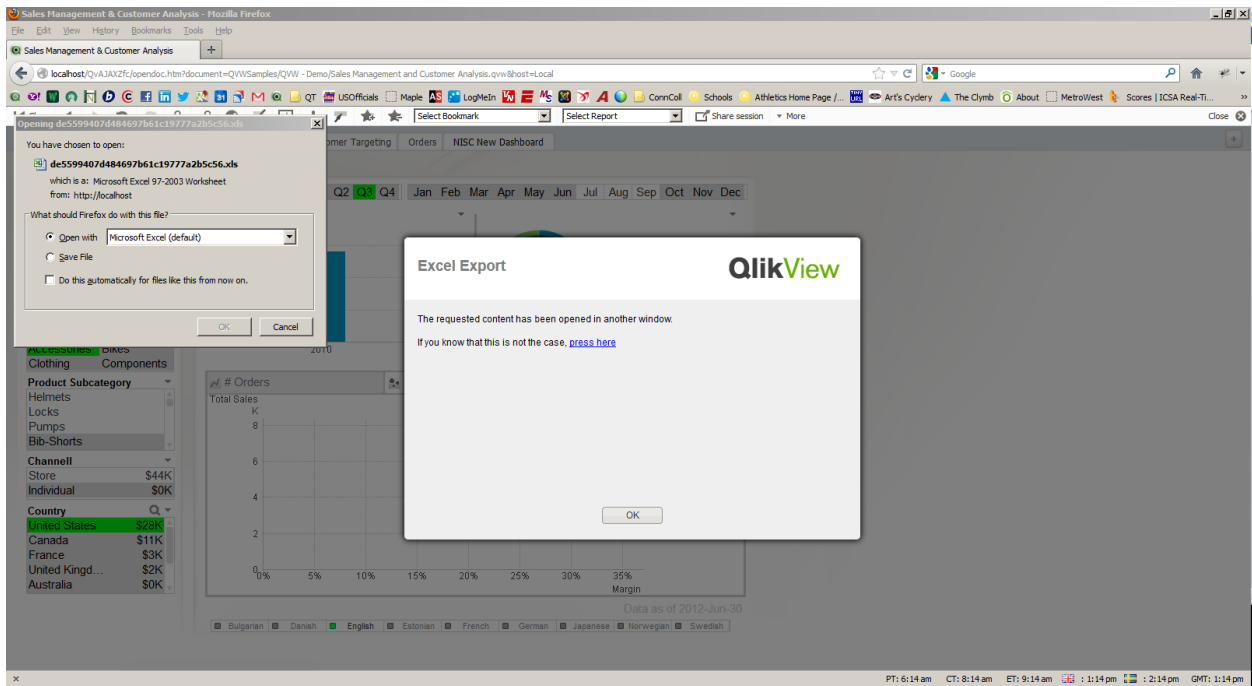 Sales Management & Customer Analysis - Mozilla Firefox
File Edit View History Bookmarks Tools Help
Sales Management & Customer Analysis +
localhost/QvAJAXZfc/opendoc.htm?document=QVWSamples/QVW - Demo/Sales Management and Customer Analysis.qvw&host=Local
Google
QT USOfficials Maple LogMeIn ConnColl Schools Athletics Home Page /... Art's Cyclery The Clymb About MetroWest Scores | ICSA Real-Ti... »
Select Bookmark Select Report Share session More Close
Opening de5599407d484697b61c19777a2b5c56.xls
You have chosen to open:
de5599407d484697b61c19777a2b5c56.xls
which is a: Microsoft Excel 97-2003 Worksheet
from: http://localhost
What should Firefox do with this file?
Open with Microsoft Excel (default)
Save File
Do this automatically for files like this from now on.
OK Cancel
omer Targeting Orders NISC New Dashboard
Q2 Q3 Q4 Jan Feb Mar Apr May Jun Jul Aug Sep Oct Nov Dec
Excel Export
QlikView
The requested content has been opened in another window.
If you know that this is not the case, press here
OK
2010
Accessories Bikes
Clothing Components
Product Subcategory
Helmets
Locks
Pumps
Bib-Shorts
Channell
Store $44K
Individual $0K
Country
United States $28K
Canada $11K
France $3K
United Kingd... $2K
Australia $0K
# Orders
Total Sales
K
8
6
4
2
0
0% 5% 10% 15% 20% 25% 30% 35%
Margin
Data as of 2012-Jun-30
Bulgarian Danish English Estonian French German Japanese Norwegian Swedish
PT: 6:14 am CT: 8:14 am ET: 9:14 am : 1:14 pm : 2:14 pm GMT: 1:14 pm